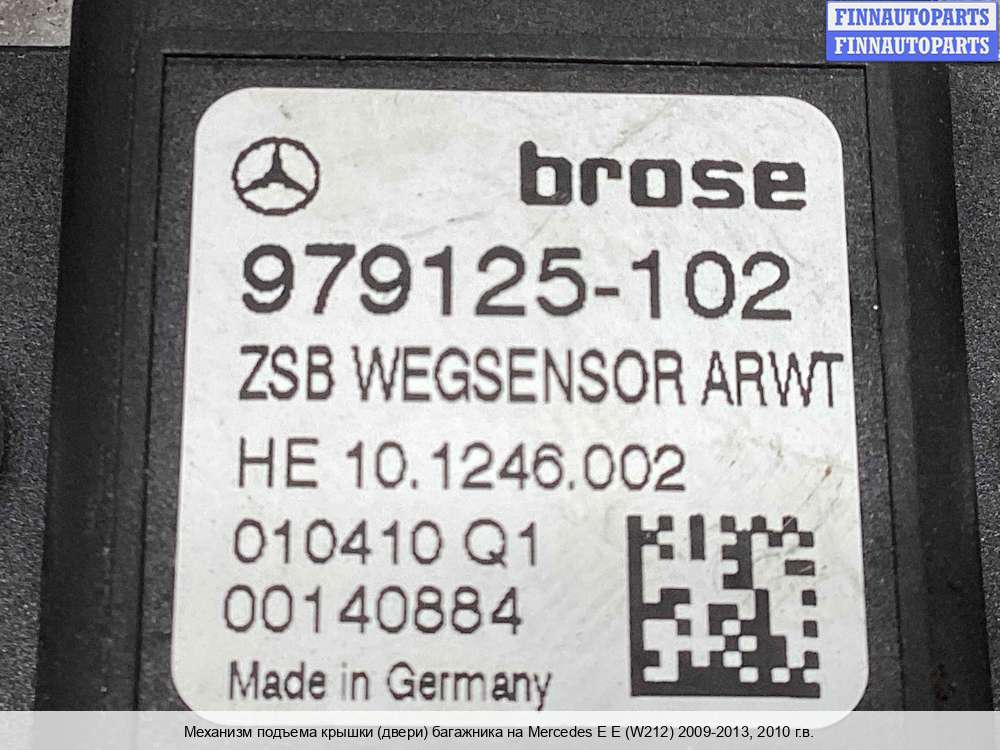 FINNAUTOPARTS
FINNAUTOPARTS
brose
979125-102
ZSB WEGSENSOR ARWT
HE 10.1246.002
010410 Q1
00140884
Made in Germany
Механизм подъема крышки (двери) багажника на Mercedes E E (W212) 2009-2013, 2010 г.в.